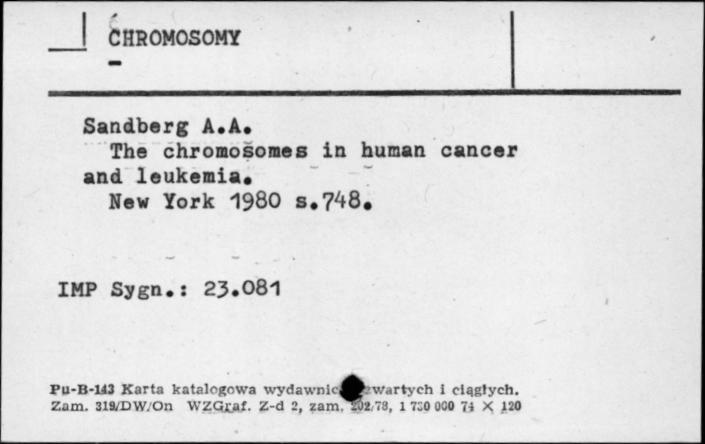 CHROMOSOMY
Sandberg A.A.
The chromosomes in human cancer
and leukemia.
New York 1980 s.748.
IMP Sygn.: 23.081
Pu-B-143 Karta katalogowa wydawnic wartych i ciągłych.
Zam. 319/DW/On WZGraf. Z-d 2, zam. 202/78, 1 730 000 74 × 120